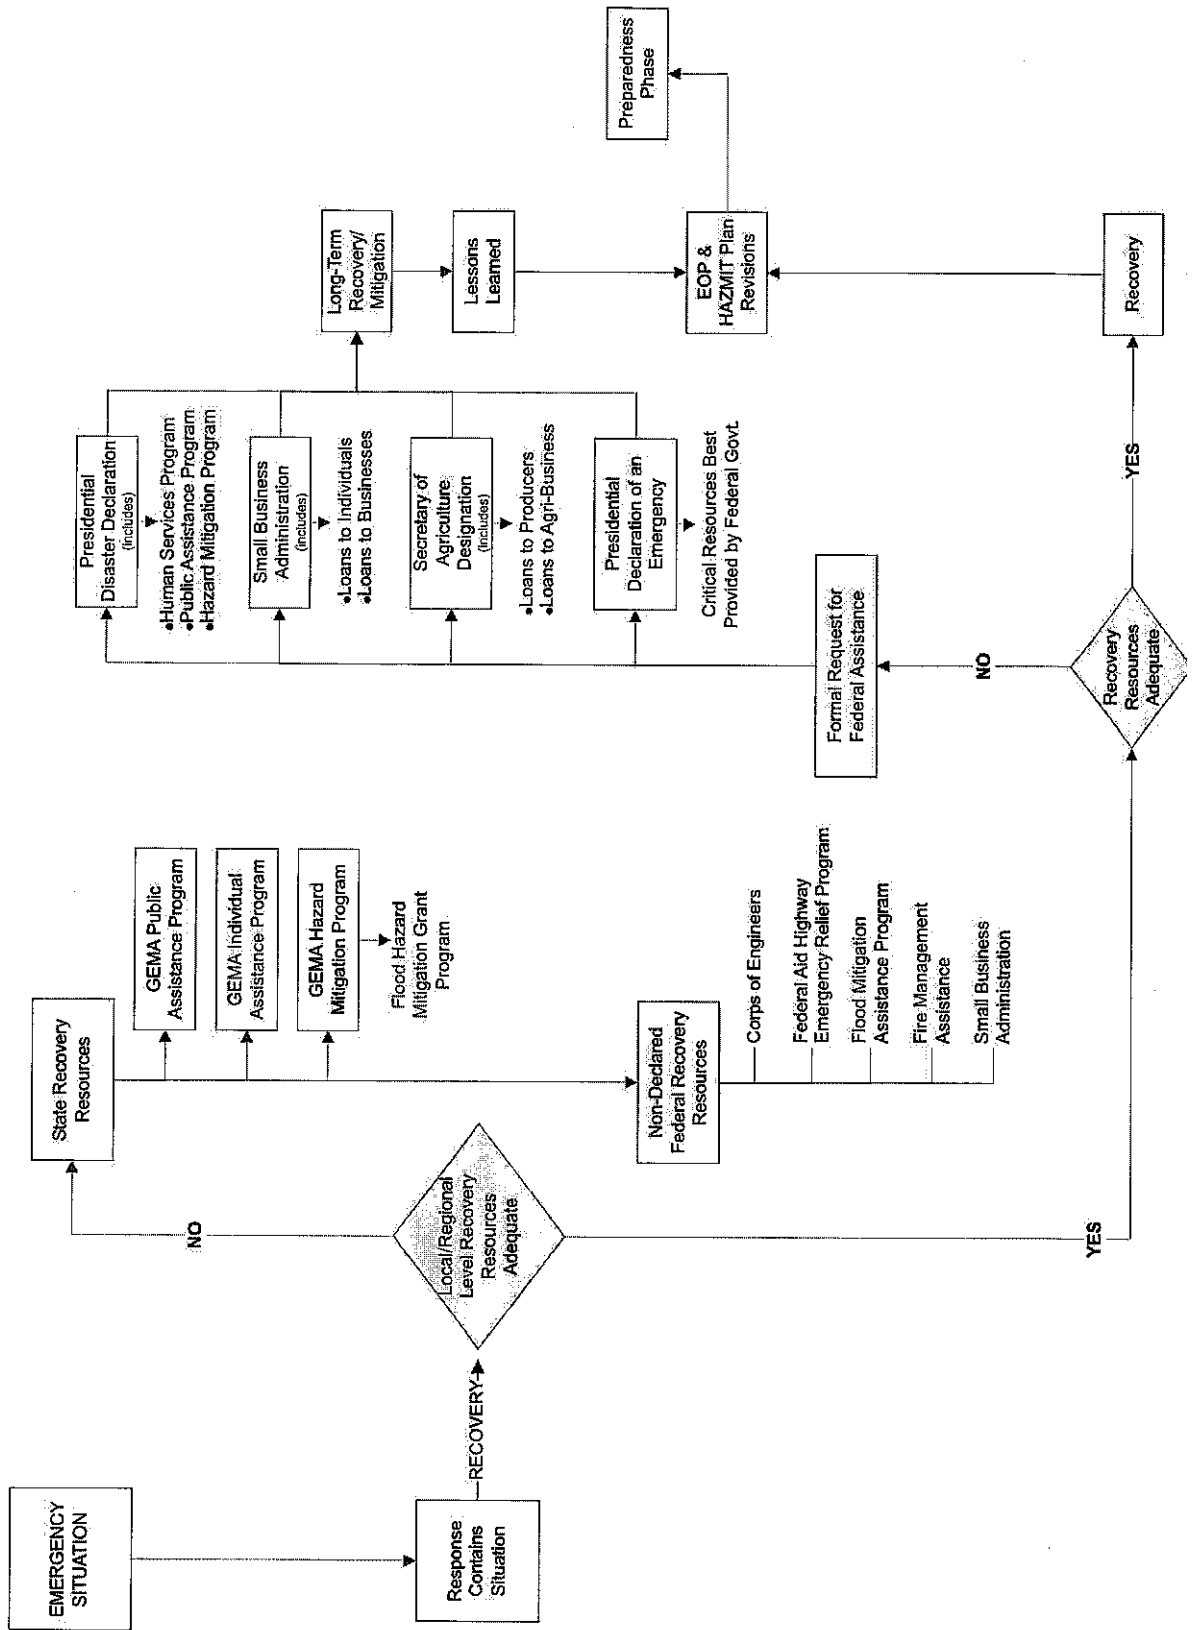 EMERGENCY
SITUATION
Response
Contains
Situation
RECOVERY
Local/Regional
Level Recovery
Resources
Adequate
NO
YES
State Recovery
Resources
GEMA Public
Assistance Program
GEMA Individual
Assistance Program
GEMA Hazard
Mitigation Program
Flood Hazard
Mitigation Grant
Program
Non-Declared
Federal Recovery
Resources
Corps of Engineers
Federal Aid Highway
Emergency Relief Program
Flood Mitigation
Assistance Program
Fire Management
Assistance
Small Business
Administration
Recovery
Resources
Adequate
NO
YES
Formal Request for
Federal Assistance
Presidential
Disaster Declaration
(includes)
•Human Services Program
•Public Assistance Program
•Hazard Mitigation Program
Small Business
Administration
(includes)
•Loans to Individuals
•Loans to Businesses
Secretary of
Agriculture
Designation
(includes)
•Loans to Producers
•Loans to Agri-Business
Presidential
Declaration of an
Emergency
Critical Resources Best
Provided by Federal Govt.
Long-Term
Recovery/
Mitigation
Lessons
Learned
EOP &
HAZMIT Plan
Revisions
Preparedness
Phase
Recovery